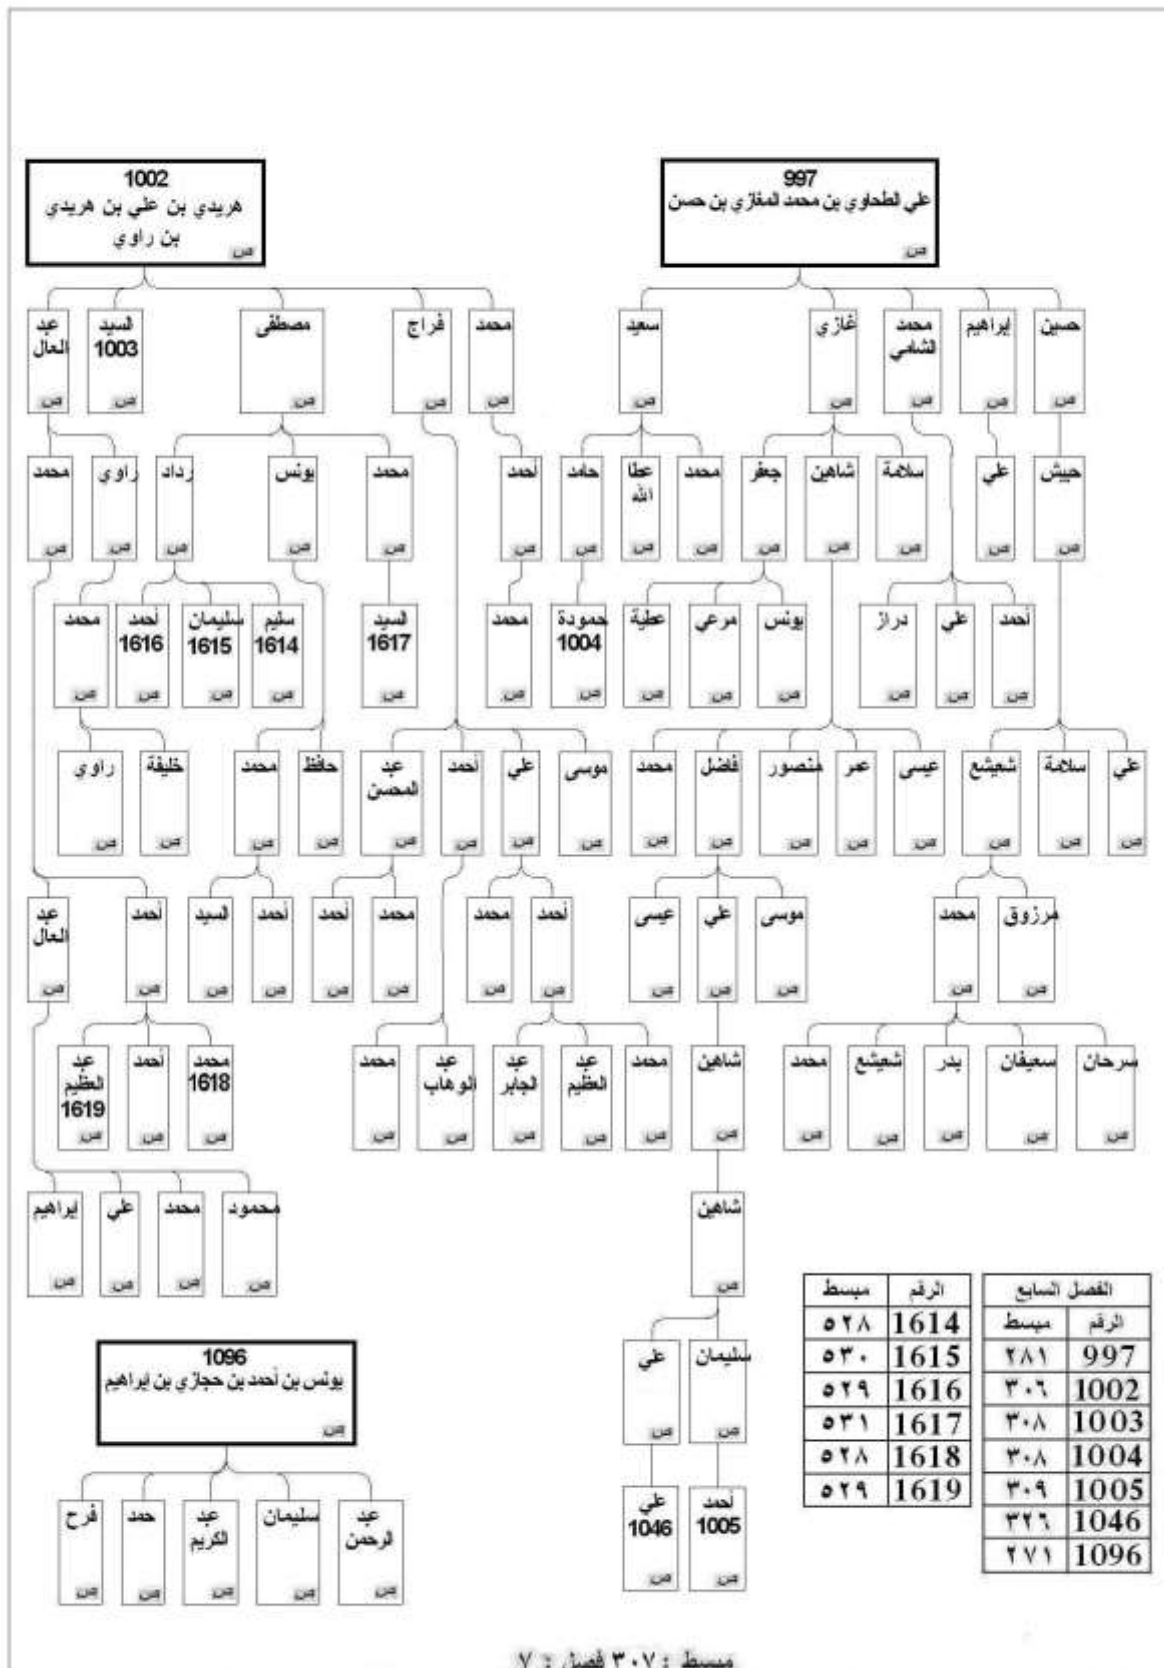 997
علي الطحاوي بن محمد المغازي بن حسن
ص
1002
هريدي بن علي بن هريدي
بن راوي
ص
حسين
ص
إبراهيم
ص
محمد
الشامي
ص
غازي
ص
سعيد
ص
محمد
ص
فراج
ص
مصطفى
ص
السيد
1003
ص
عبد
العال
ص
حبيش
ص
علي
ص
سلامة
ص
شاهين
ص
جعفر
ص
محمد
ص
عطا
الله
ص
حامد
ص
أحمد
ص
محمد
ص
يونس
ص
رداد
ص
راوي
ص
محمد
ص
أحمد
ص
علي
ص
دراز
ص
يونس
ص
مرعي
ص
عطية
ص
حمودة
1004
ص
محمد
ص
السيد
1617
ص
سليم
1614
ص
سليمان
1615
ص
أحمد
1616
ص
محمد
ص
علي
ص
سلامة
ص
شعيشع
ص
عيسى
ص
عمر
ص
منصور
ص
فاضل
ص
محمد
ص
موسى
ص
علي
ص
أحمد
ص
عبد
المحسن
ص
حافظ
ص
محمد
ص
خليفة
ص
راوي
ص
مرزوق
ص
محمد
ص
موسى
ص
علي
ص
عيسى
ص
أحمد
ص
محمد
ص
محمد
ص
أحمد
ص
أحمد
ص
السيد
ص
أحمد
ص
عبد
العال
ص
سرحان
ص
سعيفان
ص
بدر
ص
شعيشع
ص
محمد
ص
شاهين
ص
محمد
ص
عبد
العظيم
ص
عبد
الجابر
ص
عبد
الوهاب
ص
محمد
ص
محمد
1618
ص
أحمد
ص
عبد
العظيم
1619
ص
شاهين
ص
محمود
ص
محمد
ص
علي
ص
إبراهيم
ص
سليمان
ص
علي
ص
أحمد
1005
ص
علي
1046
ص
1096
يونس بن أحمد بن حجازي بن إبراهيم
ص
عبد
الرحمن
ص
سليمان
ص
عبد
الكريم
ص
حمد
ص
فرح
ص
الفصل السابع
الرقم مبسط
997 ٢٨١
1002 ٣٠٦
1003 ٣٠٨
1004 ٣٠٨
1005 ٣٠٩
1046 ٣٢٦
1096 ٢٧١
الرقم مبسط
1614 ٥٢٨
1615 ٥٣٠
1616 ٥٢٩
1617 ٥٣١
1618 ٥٢٨
1619 ٥٢٩
مبسط : ٣٠٧ فصل : ٧